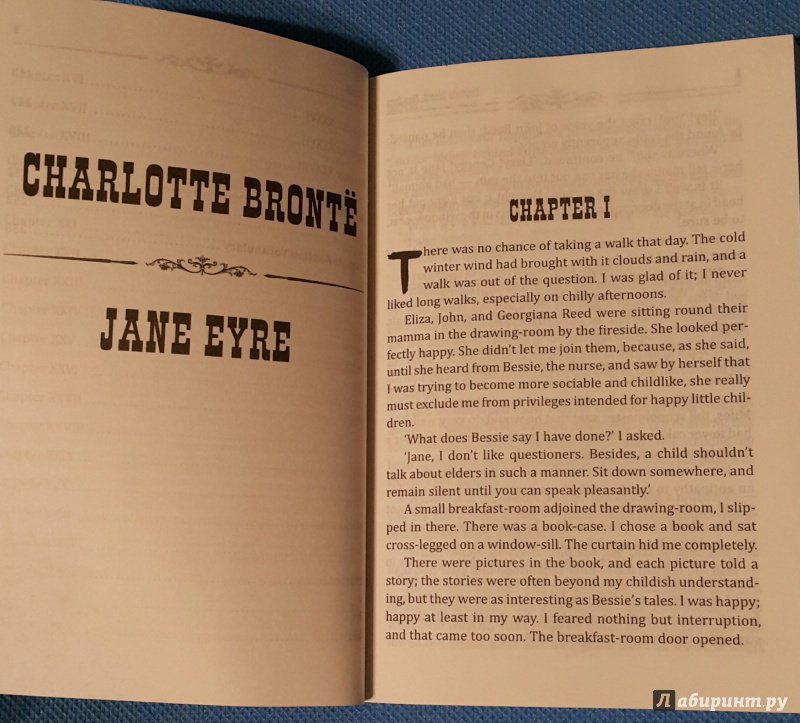 CHARLOTTE BRONTË
JANE EYRE
CHAPTER I
There was no chance of taking a walk that day. The cold
winter wind had brought with it clouds and rain, and a
walk was out of the question. I was glad of it; I never
liked long walks, especially on chilly afternoons.
Eliza, John, and Georgiana Reed were sitting round their
mamma in the drawing-room by the fireside. She looked per-
fectly happy. She didn't let me join them, because, as she said,
until she heard from Bessie, the nurse, and saw by herself that
I was trying to become more sociable and childlike, she really
must exclude me from privileges intended for happy little chil-
dren.
'What does Bessie say I have done?' I asked.
'Jane, I don't like questioners. Besides, a child shouldn't
talk about elders in such a manner. Sit down somewhere, and
remain silent until you can speak pleasantly.'
A small breakfast-room adjoined the drawing-room, I slip-
ped in there. There was a book-case. I chose a book and sat
cross-legged on a window-sill. The curtain hid me completely.
There were pictures in the book, and each picture told a
story; the stories were often beyond my childish understand-
ing, but they were as interesting as Bessie's tales. I was happy;
happy at least in my way. I feared nothing but interruption,
and that came too soon. The breakfast-room door opened.
Лабиринт.ру